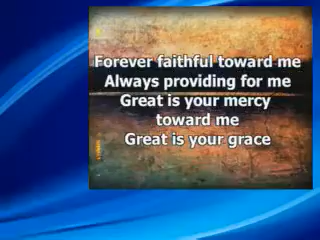 Forever faithful toward me
Always providing for me
Great is your mercy
toward me
Great is your grace